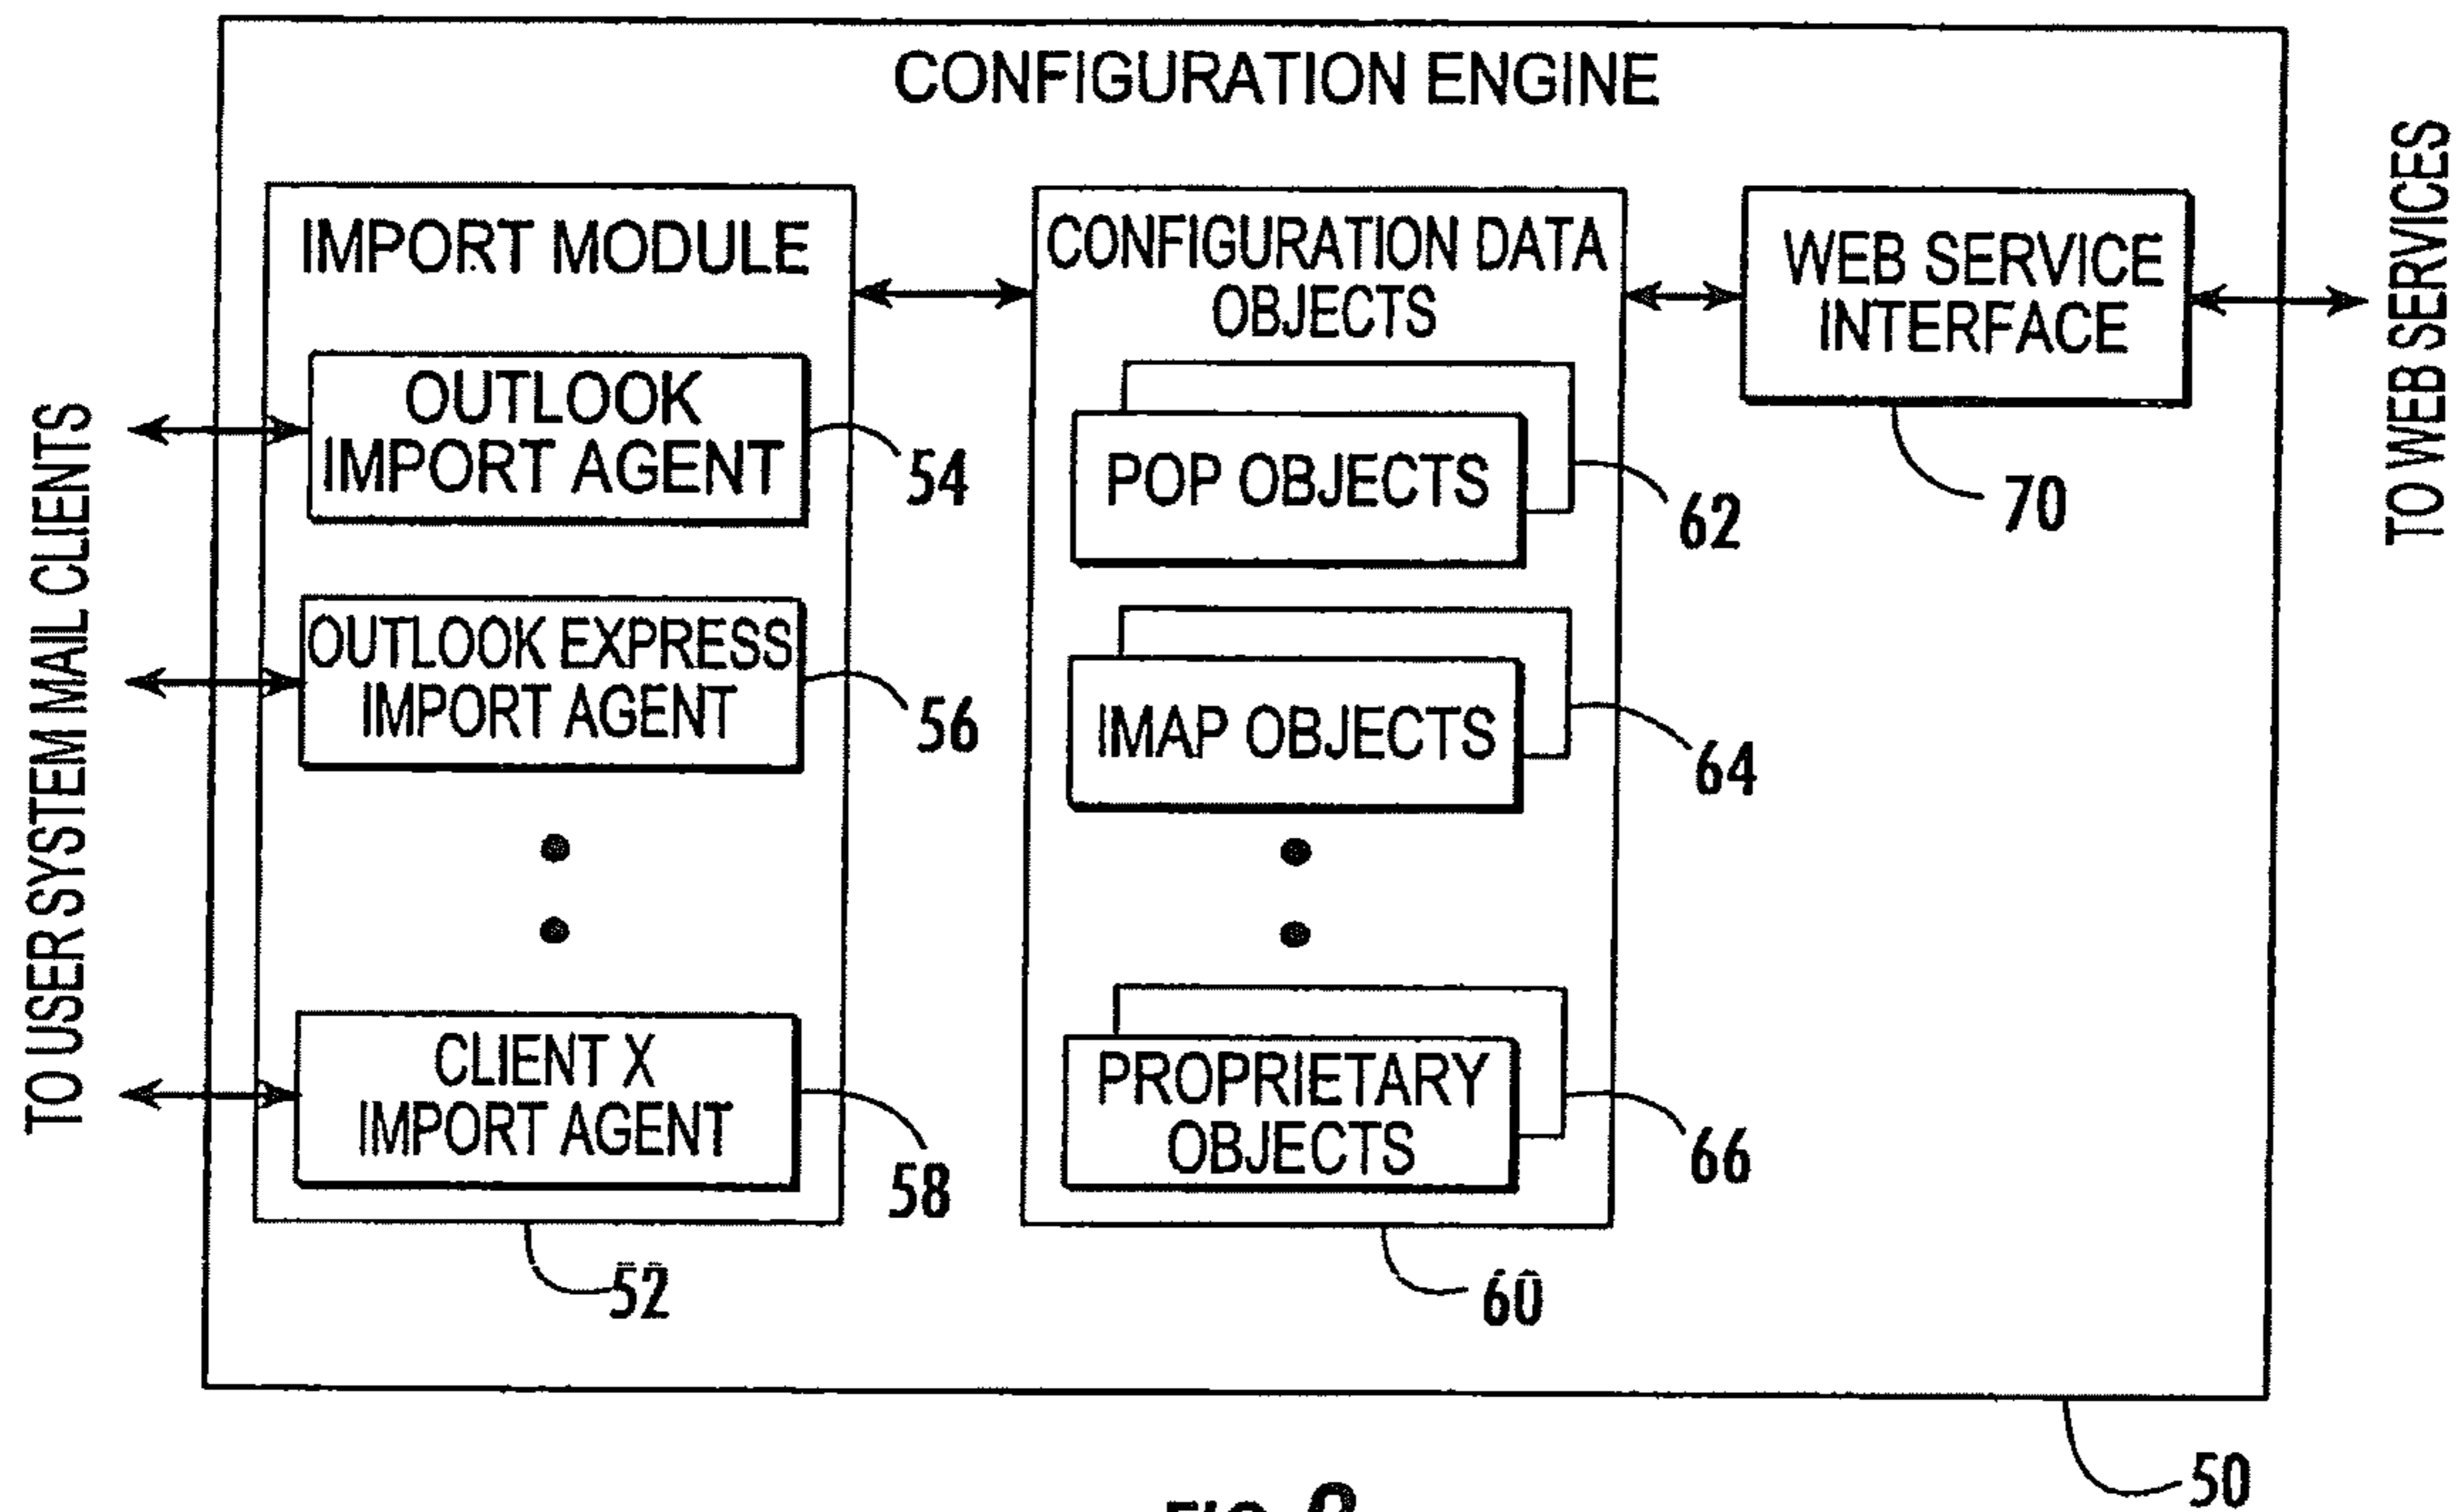 CONFIGURATION ENGINE
TO USER SYSTEM MAIL CLIENTS
IMPORT MODULE
OUTLOOK
IMPORT AGENT
54
OUTLOOK EXPRESS
IMPORT AGENT
56
CLIENT X
IMPORT AGENT
58
52
CONFIGURATION DATA
OBJECTS
POP OBJECTS
62
IMAP OBJECTS
64
PROPRIETARY
OBJECTS
66
60
WEB SERVICE
INTERFACE
70
TO WEB SERVICES
50